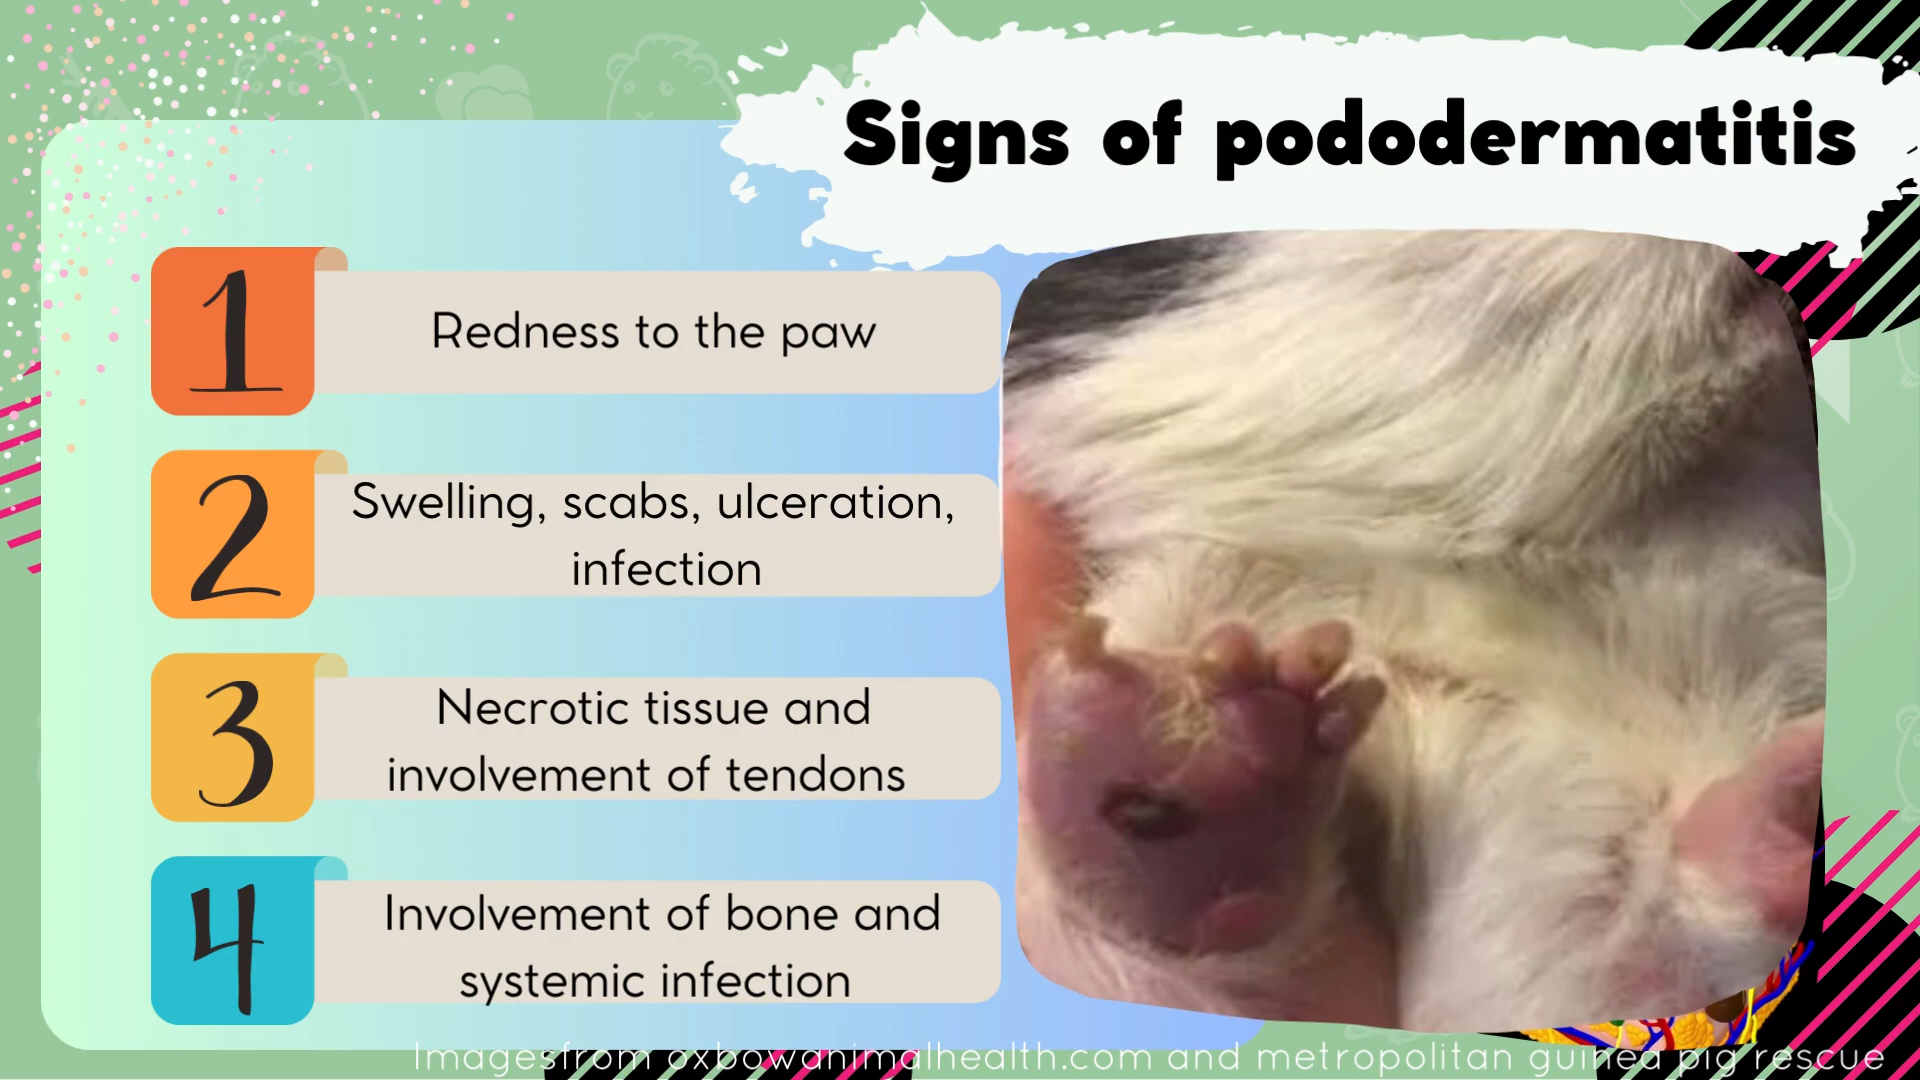 Signs of pododermatitis
1
Redness to the paw
2
Swelling, scabs, ulceration,
infection
3
Necrotic tissue and
involvement of tendons
4
Involvement of bone and
systemic infection
Images from oxbowanimalhealth.com and metropolitan guinea pig rescue